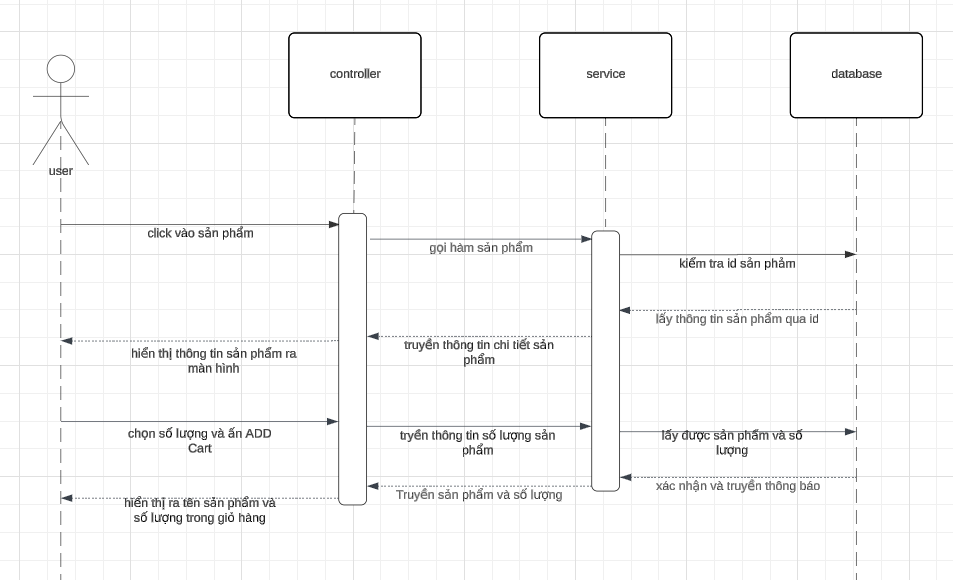 controller
service
database
user
click vào sản phẩm
gọi hàm sản phẩm
kiểm tra id sản phảm
lấy thông tin sản phẩm qua id
truyền thông tin chi tiết sản
phẩm
hiển thị thông tin sản phẩm ra
màn hình
chọn số lượng và ấn ADD
Cart
tryền thông tin số lượng sản
phẩm
lấy được sản phẩm và số
lượng
xác nhận và truyền thông báo
Truyền sản phẩm và số lượng
hiển thị ra tên sản phẩm và
số lượng trong giỏ hàng